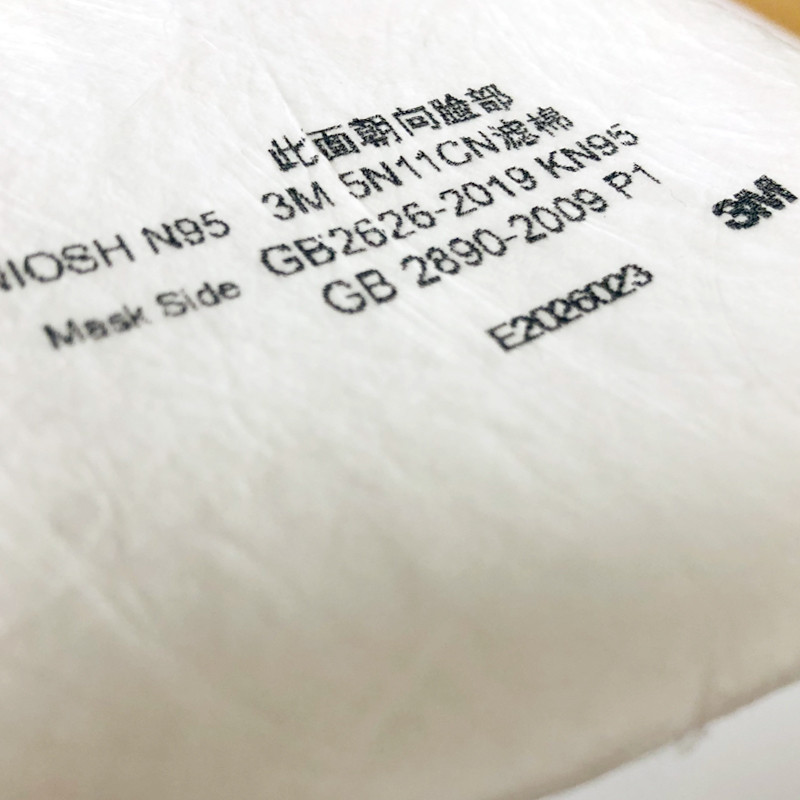 此面朝向脸部
3M 5N11CN滤棉
NIOSH N95
GB2626-2019 KN95
Mask Side
GB 2890-2009 P1
3M
E2026023